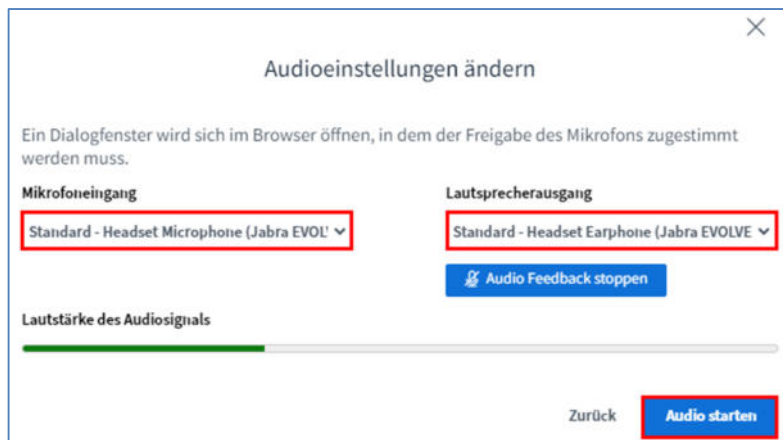 Audioeinstellungen ändern
Ein Dialogfenster wird sich im Browser öffnen, in dem der Freigabe des Mikrofons zugestimmt
werden muss.
Mikrofoneingang
Lautsprecherausgang
Standard - Headset Microphone (Jabra EVOL'
Standard - Headset Earphone (Jabra EVOLVE
Audio Feedback stoppen
Lautstärke des Audiosignals
Zurück
Audio starten